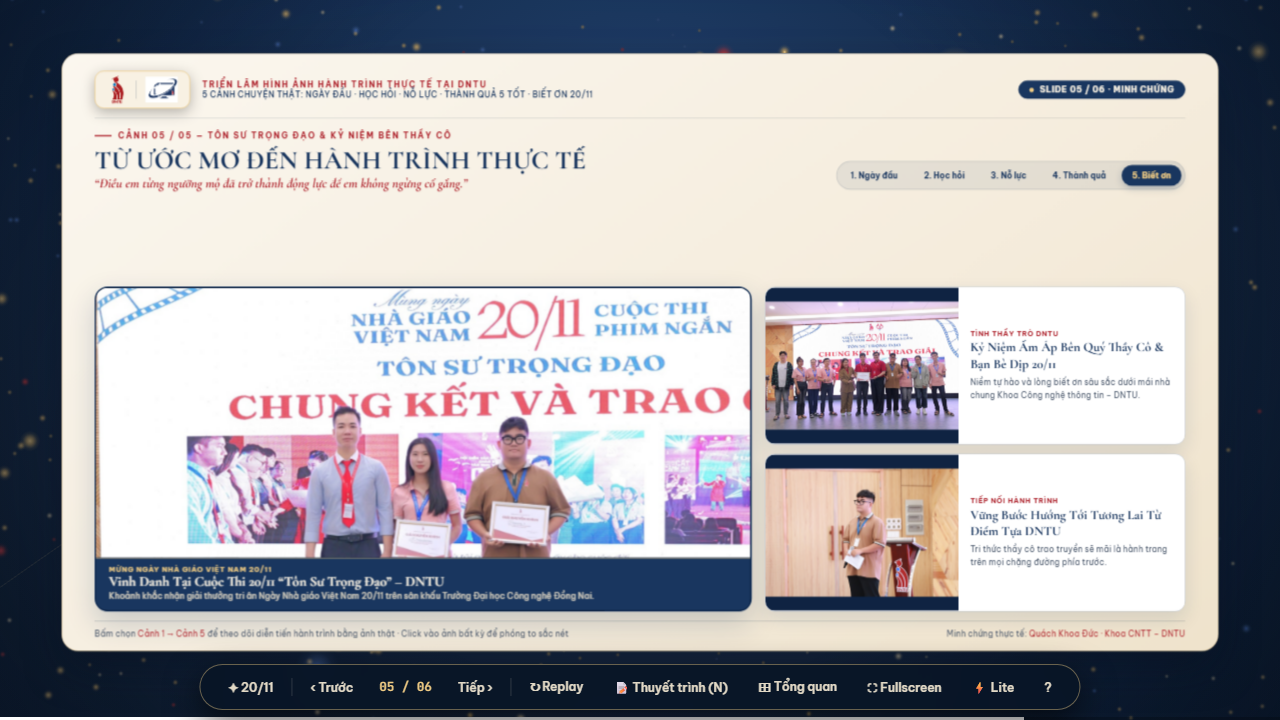 TRIỂN LÃM HÌNH ẢNH HÀNH TRÌNH THỰC TẾ TẠI DNTU
5 CẢNH CHUYỆN THẬT: NGÀY ĐẦU · HỌC HỎI · NỖ LỰC · THÀNH QUẢ 5 TỐT · BIẾT ƠN 20/11
SLIDE 05 / 06 · MINH CHỨNG
CẢNH 05 / 05 — TÔN SƯ TRỌNG ĐẠO & KỶ NIỆM BÊN THẦY CÔ
TỪ ƯỚC MƠ ĐẾN HÀNH TRÌNH THỰC TẾ
“Điều em từng ngưỡng mộ đã trở thành động lực để em không ngừng cố gắng.”
1. Ngày đầu
2. Học hỏi
3. Nỗ lực
4. Thành quả
5. Biết ơn
Mừng ngày
NHÀ GIÁO
VIỆT NAM
20/11
CUỘC THI
PHIM NGẮN
TÔN SƯ TRỌNG ĐẠO
CHUNG KẾT VÀ TRAO
MỪNG NGÀY NHÀ GIÁO VIỆT NAM 20/11
Vinh Danh Tại Cuộc Thi 20/11 “Tôn Sư Trọng Đạo” – DNTU
Khoảnh khắc nhận giải thưởng tri ân Ngày Nhà giáo Việt Nam 20/11 trên sân khấu Trường Đại học Công nghệ Đồng Nai.
20/11
CHUNG KẾT VÀ TRAO GIẢI
TÌNH THẦY TRÒ DNTU
Kỷ Niệm Ấm Áp Bên Quý Thầy Cô &
Bạn Bè Dịp 20/11
Niềm tự hào và lòng biết ơn sâu sắc dưới mái nhà
chung Khoa Công nghệ thông tin – DNTU.
TIẾP NỐI HÀNH TRÌNH
Vững Bước Hướng Tới Tương Lai Từ
Điểm Tựa DNTU
Tri thức thầy cô trao truyền sẽ mãi là hành trang
trên mọi chặng đường phía trước.
Bấm chọn Cảnh 1 → Cảnh 5 để theo dõi diễn tiến hành trình bằng ảnh thật · Click vào ảnh bất kỳ để phóng to sắc nét
Minh chứng thực tế: Quách Khoa Đức · Khoa CNTT – DNTU
✦ 20/11
‹ Trước
05 / 06
Tiếp ›
↻ Replay
Thuyết trình (N)
Tổng quan
Fullscreen
Lite
?